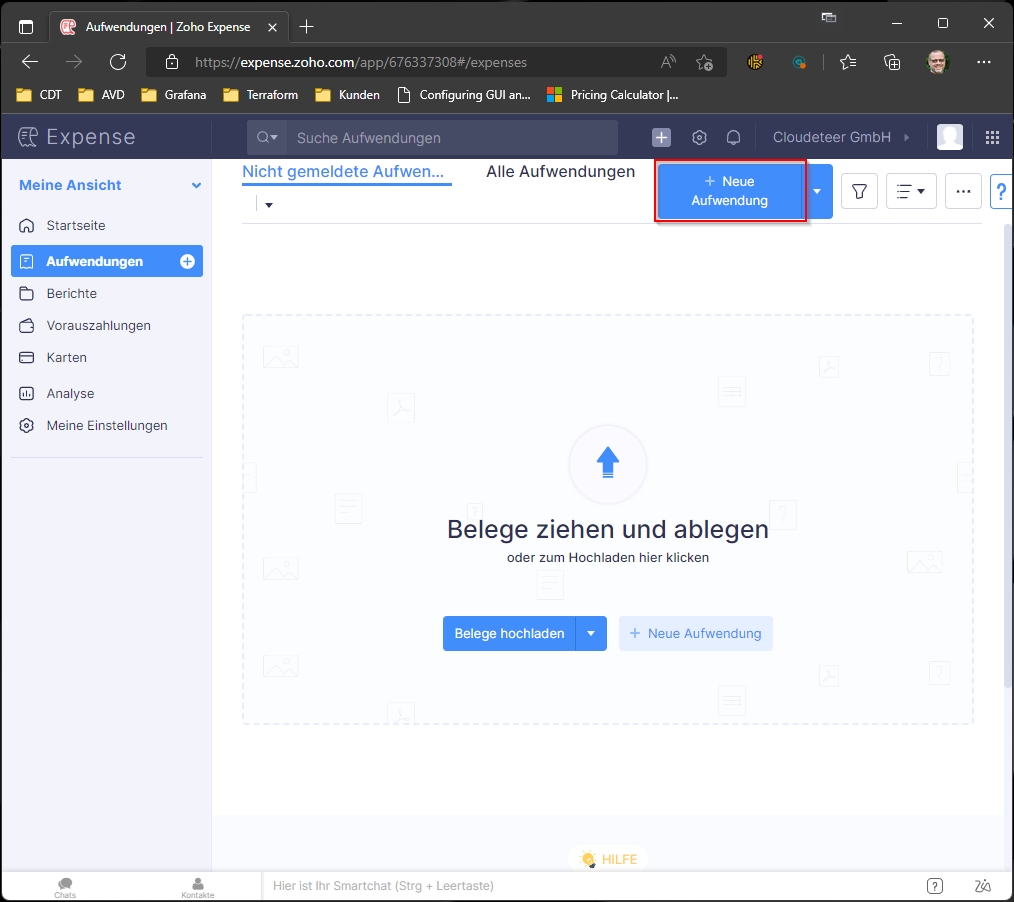 Aufwendungen | Zoho Expense
https://expense.zoho.com/app/676337308#/expenses
CDT
AVD
Grafana
Terraform
Kunden
Configuring GUI an...
Pricing Calculator |...
Expense
Suche Aufwendungen
Cloudeteer GmbH
Meine Ansicht
Startseite
Aufwendungen
Berichte
Vorauszahlungen
Karten
Analyse
Meine Einstellungen
Nicht gemeldete Aufwen...
Alle Aufwendungen
+ Neue
Aufwendung
Belege ziehen und ablegen
oder zum Hochladen hier klicken
Belege hochladen
+ Neue Aufwendung
HILFE
Chats
Kontakte
Hier ist Ihr Smartchat (Strg + Leertaste)